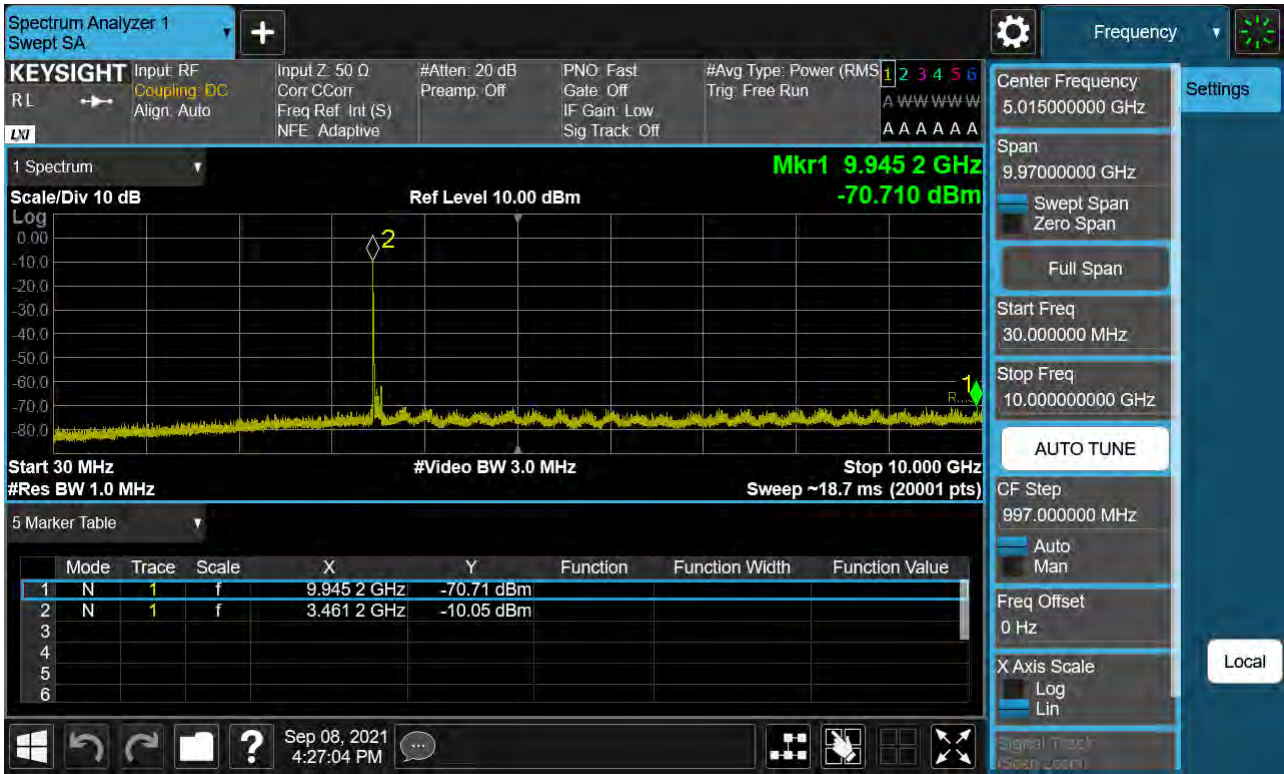 Spectrum Analyzer 1
Swept SA
Frequency
KEYSIGHT
RL
LXI
Input: RF
Coupling: DC
Align: Auto
Input Z: 50 Ω
Corr CCorr
Freq Ref: Int (S)
NFE: Adaptive
#Atten: 20 dB
Preamp: Off
PNO: Fast
Gate: Off
IF Gain: Low
Sig Track: Off
#Avg Type: Power (RMS
Trig: Free Run
1 2 3 4 5 6
A W W W W W
A A A A A A
1 Spectrum
Mkr1 9.945 2 GHz
-70.710 dBm
Scale/Div 10 dB
Ref Level 10.00 dBm
Log
0.00
-10.0
-20.0
-30.0
-40.0
-50.0
-60.0
-70.0
-80.0
2
1
Start 30 MHz
#Video BW 3.0 MHz
Stop 10.000 GHz
#Res BW 1.0 MHz
Sweep ~18.7 ms (20001 pts)
5 Marker Table
Mode Trace Scale X Y Function Function Width Function Value
1 N 1 f 9.945 2 GHz -70.71 dBm
2 N 1 f 3.461 2 GHz -10.05 dBm
3
4
5
6
Sep 08, 2021
4:27:04 PM
Center Frequency
5.015000000 GHz
Settings
Span
9.97000000 GHz
Swept Span
Zero Span
Full Span
Start Freq
30.000000 MHz
Stop Freq
10.000000000 GHz
AUTO TUNE
CF Step
997.000000 MHz
Auto
Man
Freq Offset
0 Hz
X Axis Scale
Log
Lin
Local
Signal Track
(Span Zoom)